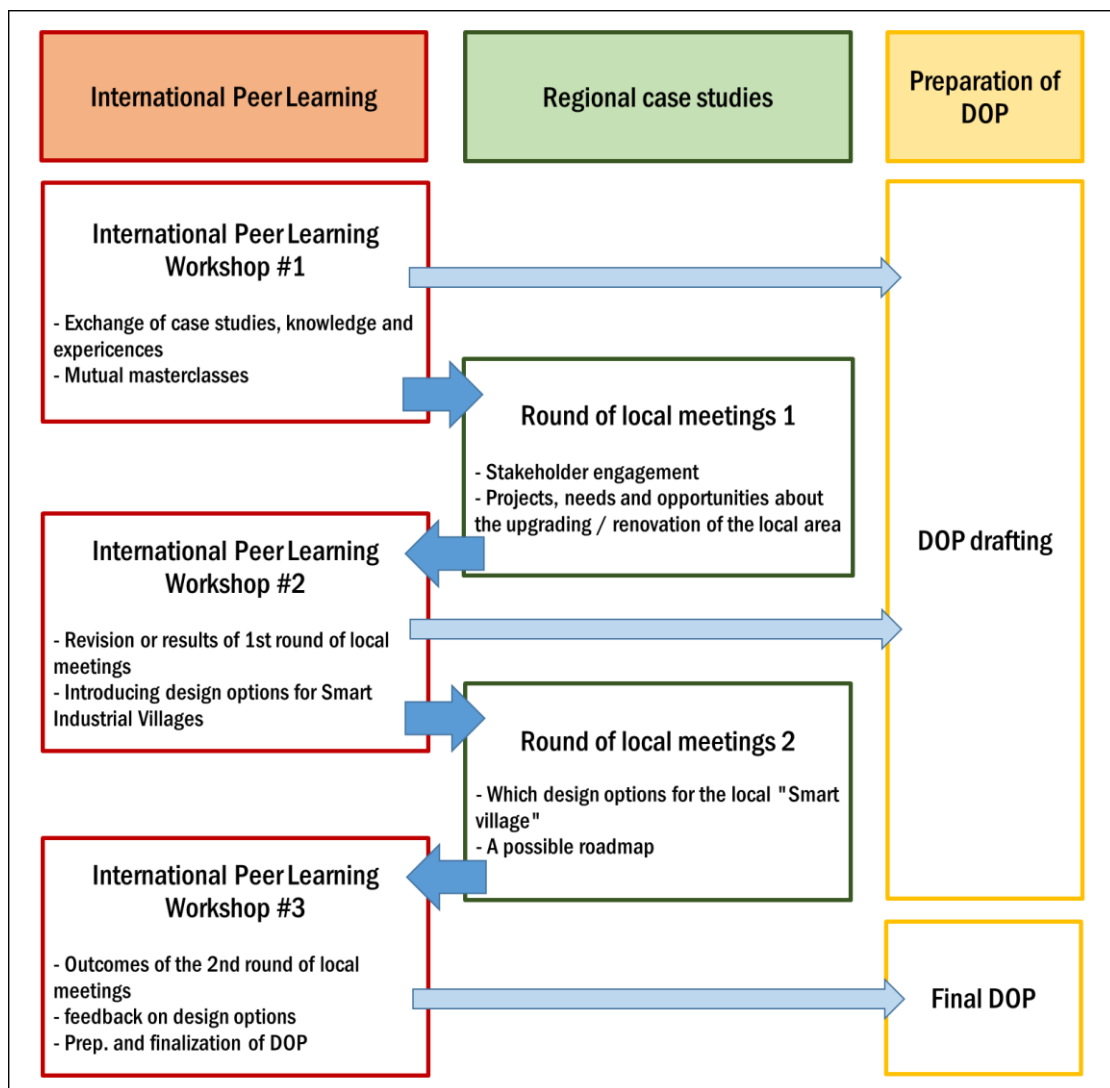 International Peer Learning
Regional case studies
Preparation of
DOP
International Peer Learning
Workshop #1
- Exchange of case studies, knowledge and
expericences
- Mutual masterclasses
Round of local meetings 1
- Stakeholder engagement
- Projects, needs and opportunities about
the upgrading / renovation of the local area
International Peer Learning
Workshop #2
- Revision or results of 1st round of local
meetings
- Introducing design options for Smart
Industrial Villages
DOP drafting
Round of local meetings 2
- Which design options for the local "Smart
village"
- A possible roadmap
International Peer Learning
Workshop #3
- Outcomes of the 2nd round of local
meetings
- feedback on design options
- Prep. and finalization of DOP
Final DOP